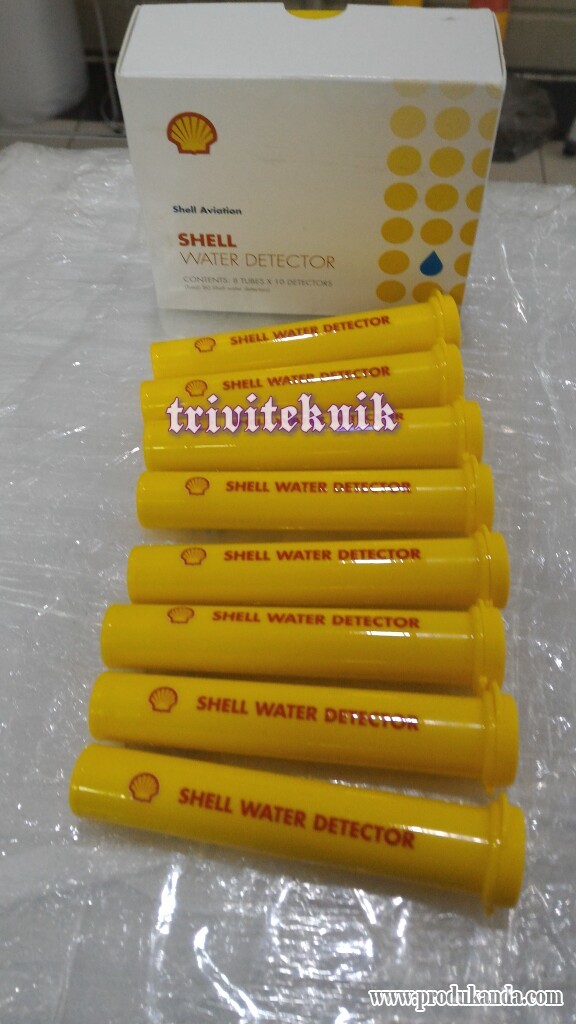 Shell Aviation
SHELL
WATER DETECTOR
CONTENTS: 8 TUBES X 10 DETECTORS
SHELL WATER DETECTOR
SHELL WATER DETECTOR
triviteknik
SHELL WATER DETECTOR
SHELL WATER DETECTOR
SHELL WATER DETECTOR
SHELL WATER DETECTOR
SHELL WATER DETECTOR
www.produkanda.com